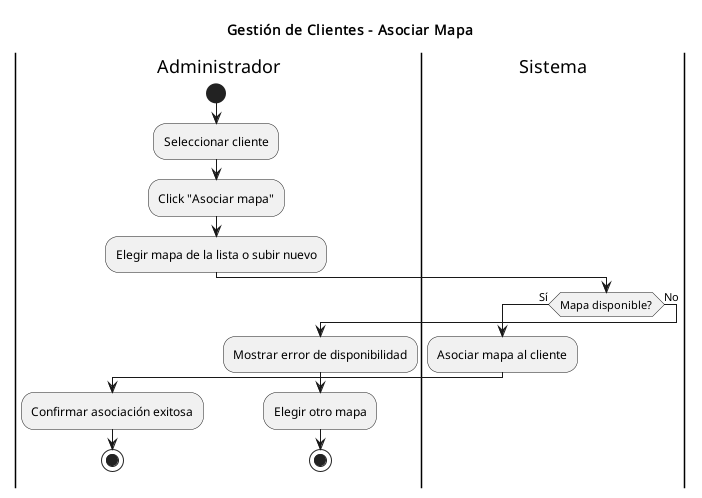 Gestión de Clientes - Asociar Mapa
Administrador
Sistema
Seleccionar cliente
Click "Asociar mapa"
Elegir mapa de la lista o subir nuevo
Sí
Mapa disponible?
No
Mostrar error de disponibilidad
Asociar mapa al cliente
Confirmar asociación exitosa
Elegir otro mapa